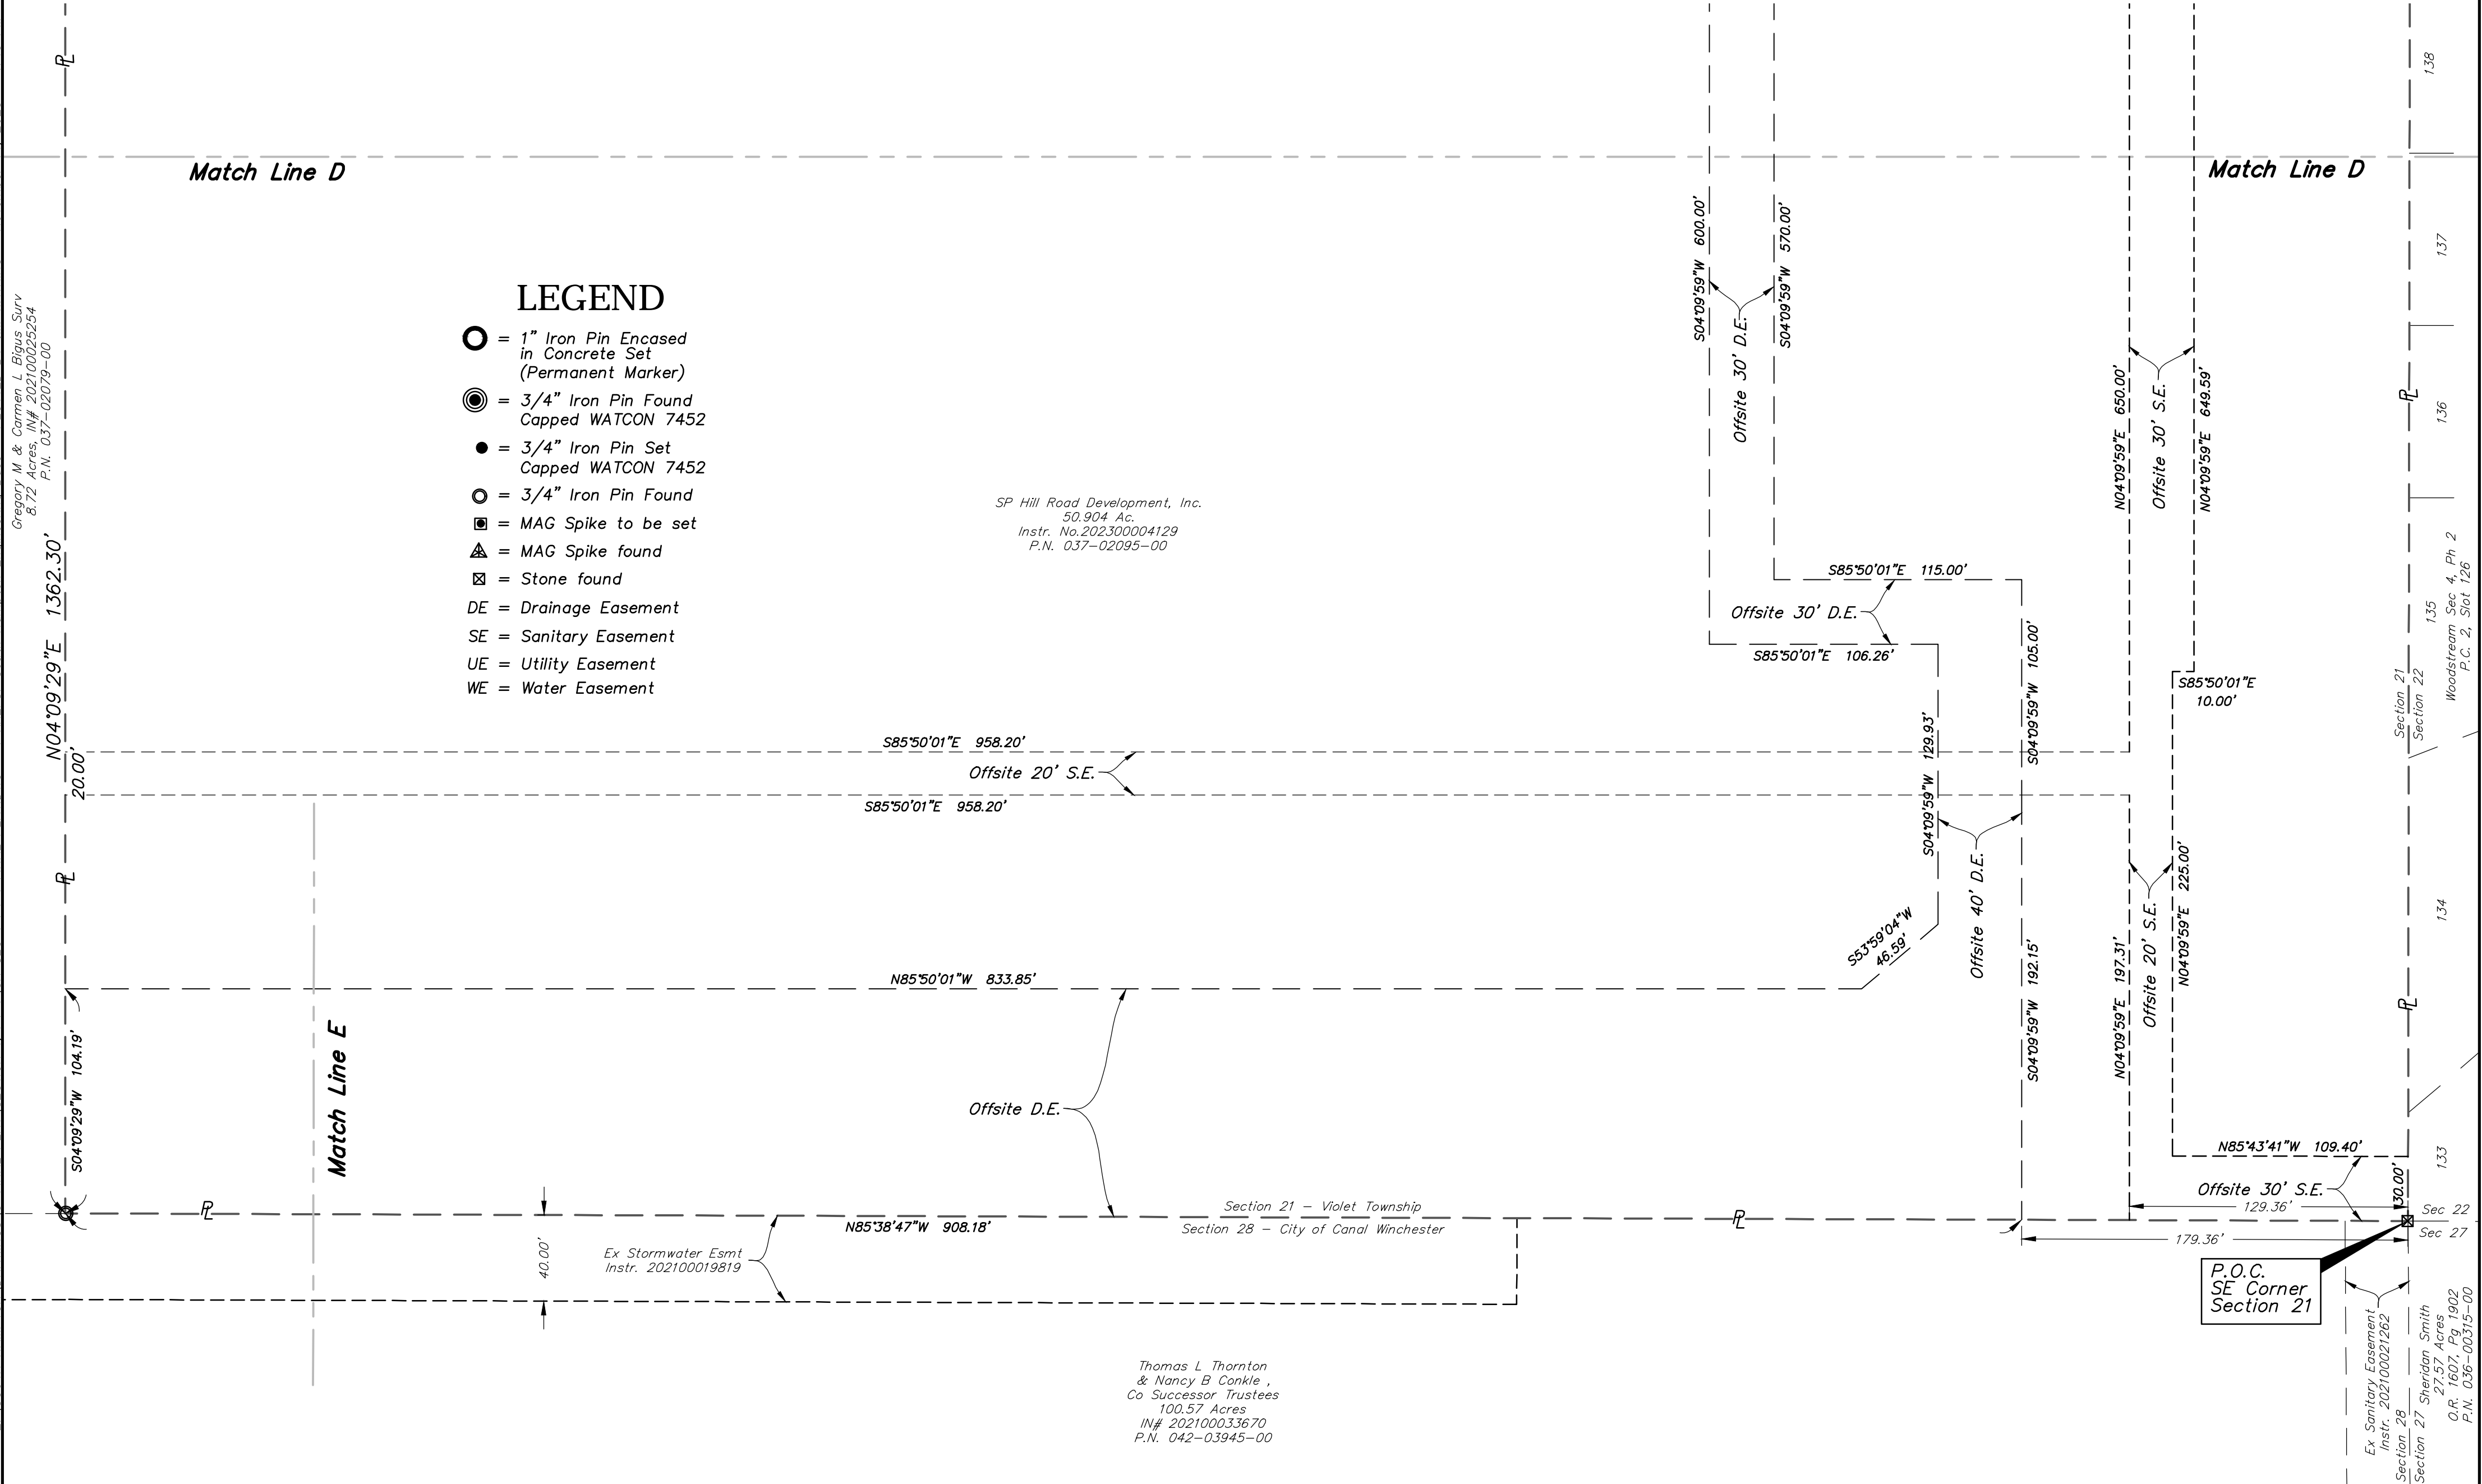 138
Match Line D
Match Line D
137
136
135
134
133
Gregory M & Carmen L Bigus Surv
8.72 Acres, IN# 202100025254
P.N. 037-02079-00
N04°09'29"E 1362.30'
20.00'
LEGEND
= 1" Iron Pin Encased
in Concrete Set
(Permanent Marker)
= 3/4" Iron Pin Found
Capped WATCON 7452
= 3/4" Iron Pin Set
Capped WATCON 7452
= 3/4" Iron Pin Found
= MAG Spike to be set
= MAG Spike found
= Stone found
DE = Drainage Easement
SE = Sanitary Easement
UE = Utility Easement
WE = Water Easement
SP Hill Road Development, Inc.
50.904 Ac.
Instr. No.202300004129
P.N. 037-02095-00
S04°09'59"W 600.00'
Offsite 30' D.E.
S04°09'59"W 570.00'
S85°50'01"E 115.00'
Offsite 30' D.E.
S85°50'01"E 106.26'
S04°09'59"W 129.93'
S04°09'59"W 105.00'
N04°09'59"E 650.00'
Offsite 30' S.E.
N04°09'59"E 649.59'
S85°50'01"E
10.00'
Section 21
Section 22
Woodstream Sec 4, Ph 2
P.C. 2, Slot 126
S85°50'01"E 958.20'
Offsite 20' S.E.
S85°50'01"E 958.20'
Offsite 40' D.E.
S53°59'04"W
46.59'
S04°09'59"W 192.15'
N04°09'59"E 197.31'
Offsite 20' S.E.
N04°09'59"E 225.00'
N85°50'01"W 833.85'
Offsite D.E.
S04°09'29"W 104.19'
Match Line E
N85°43'41"W 109.40'
Offsite 30' S.E.
30.00'
129.36'
179.36'
Sec 22
Sec 27
Section 21 - Violet Township
N85°38'47"W 908.18'
Section 28 - City of Canal Winchester
40.00'
Ex Stormwater Esmt
Instr. 202100019819
P.O.C.
SE Corner
Section 21
Thomas L Thornton
& Nancy B Conkle ,
Co Successor Trustees
100.57 Acres
IN# 202100033670
P.N. 042-03945-00
Ex Sanitary Easement
Instr. 202100021262
Section 28
Section 27
Sheridan Smith
27.57 Acres
O.R. 1607, Pg 1902
P.N. 036-00315-00